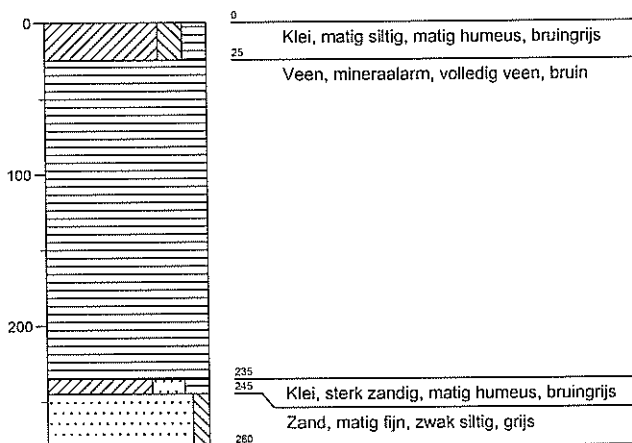 0
0
Klei, matig siltig, matig humeus, bruingrijs
25
Veen, mineraalarm, volledig veen, bruin
100
200
235
245
Klei, sterk zandig, matig humeus, bruingrijs
Zand, matig fijn, zwak siltig, grijs
260